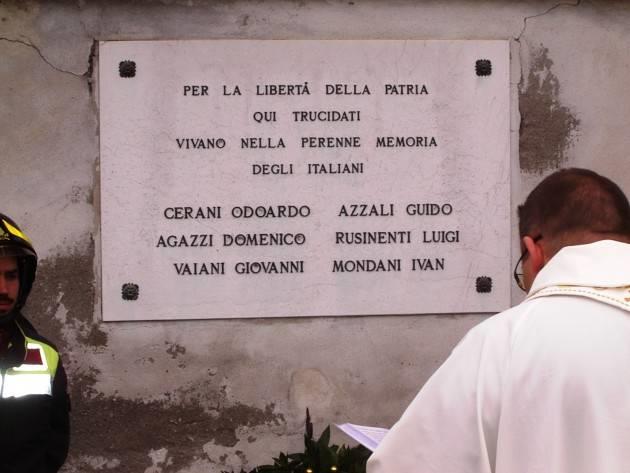 PER LA LIBERTÀ DELLA PATRIA
QUI TRUCIDATI
VIVANO NELLA PERENNE MEMORIA
DEGLI ITALIANI
CERANI ODOARDO AZZALI GUIDO
AGAZZI DOMENICO RUSINENTI LUIGI
VAIANI GIOVANNI MONDANI IVAN